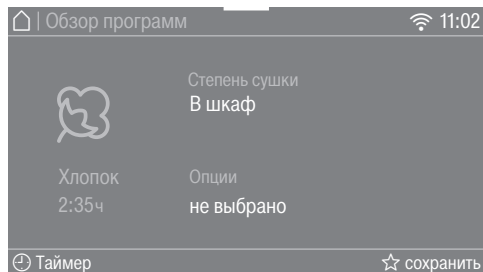 | Обзор программ 11:02
Степень сушки
В шкаф
Хлопок Опции
2:35ч не выбрано
Таймер сохранить